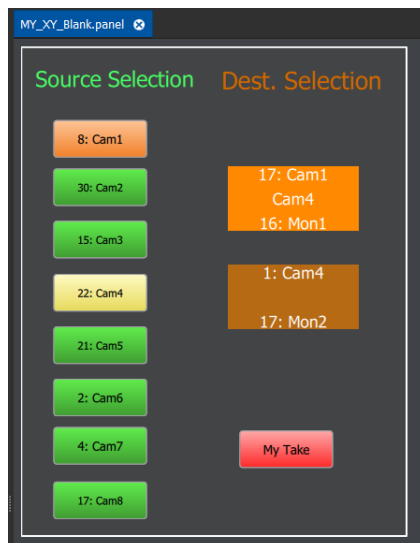 MY_XY_Blank.panel
Source Selection
Dest. Selection
8: Cam1
30: Cam2
15: Cam3
22: Cam4
21: Cam5
2: Cam6
4: Cam7
17: Cam8
17: Cam1
Cam4
16: Mon1
1: Cam4
17: Mon2
My Take